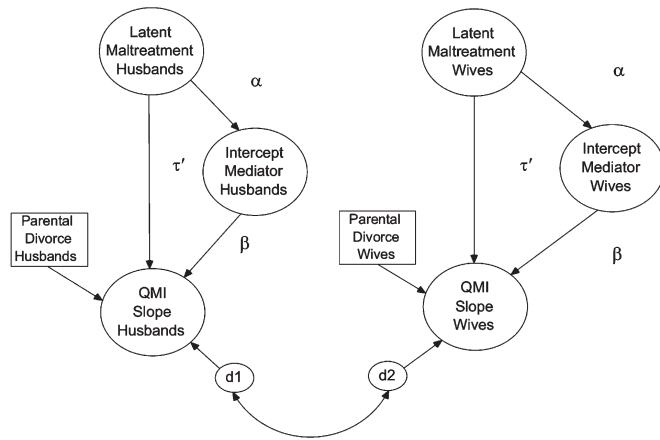 Latent
Maltreatment
Husbands
α
τ′
Intercept
Mediator
Husbands
β
Parental
Divorce
Husbands
QMI
Slope
Husbands
d1
Latent
Maltreatment
Wives
α
τ′
Intercept
Mediator
Wives
β
Parental
Divorce
Wives
QMI
Slope
Wives
d2